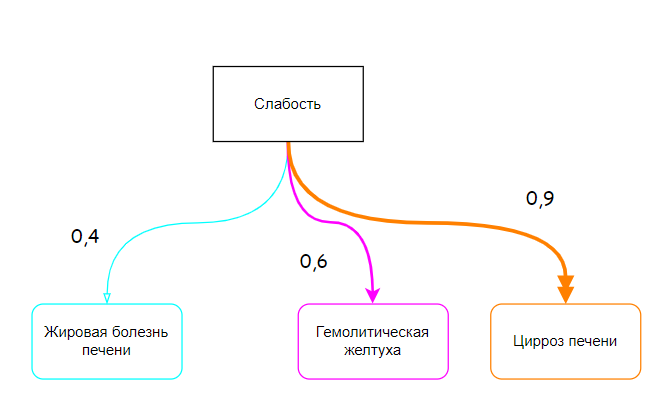 Слабость
0,9
0,4
0,6
Жировая болезнь
печени
Гемолитическая
желтуха
Цирроз печени